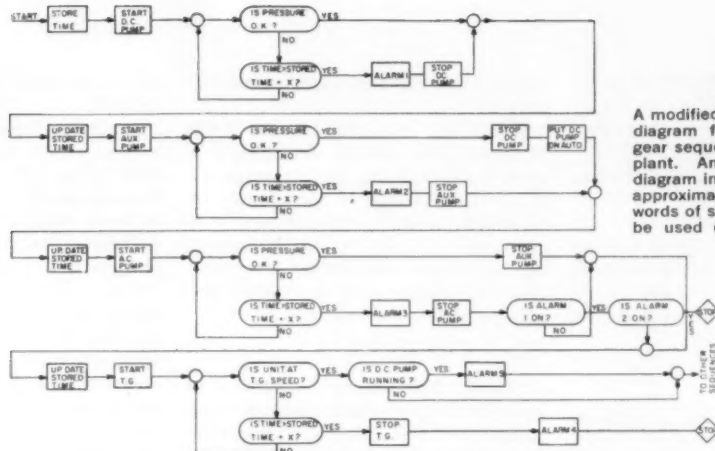 START
STORE
TIME
START
D.C.
PUMP
IS PRESSURE
O.K ?
YES
NO
IS TIME>STORED
TIME + X ?
YES
NO
ALARM 1
STOP
DC
PUMP
UP DATE
STORED
TIME
START
AUX
PUMP
IS PRESSURE
O.K ?
YES
NO
IS TIME>STORED
TIME + X ?
YES
NO
ALARM 2
STOP
AUX
PUMP
STOP
DC
PUMP
PUT DC
PUMP
ON AUTO
UP DATE
STORED
TIME
START
A.C.
PUMP
IS PRESSURE
O.K ?
YES
NO
IS TIME>STORED
TIME + X ?
YES
NO
ALARM 3
STOP
AC
PUMP
STOP
AUX
PUMP
IS ALARM
1 ON ?
YES
NO
IS ALARM
2 ON ?
YES
STO
UP DATE
STORED
TIME
START
T.G.
IS UNIT AT
T.G. SPEED?
YES
NO
IS D.C. PUMP
RUNNING ?
YES
NO
ALARM 5
TO OTHER
SEQUENCES
IS TIME>STORED
TIME + X ?
YES
NO
STOP
T.G.
ALARM 4
STO
A modified
diagram f
gear sequ
plant. An
diagram in
approxima
words of s
be used